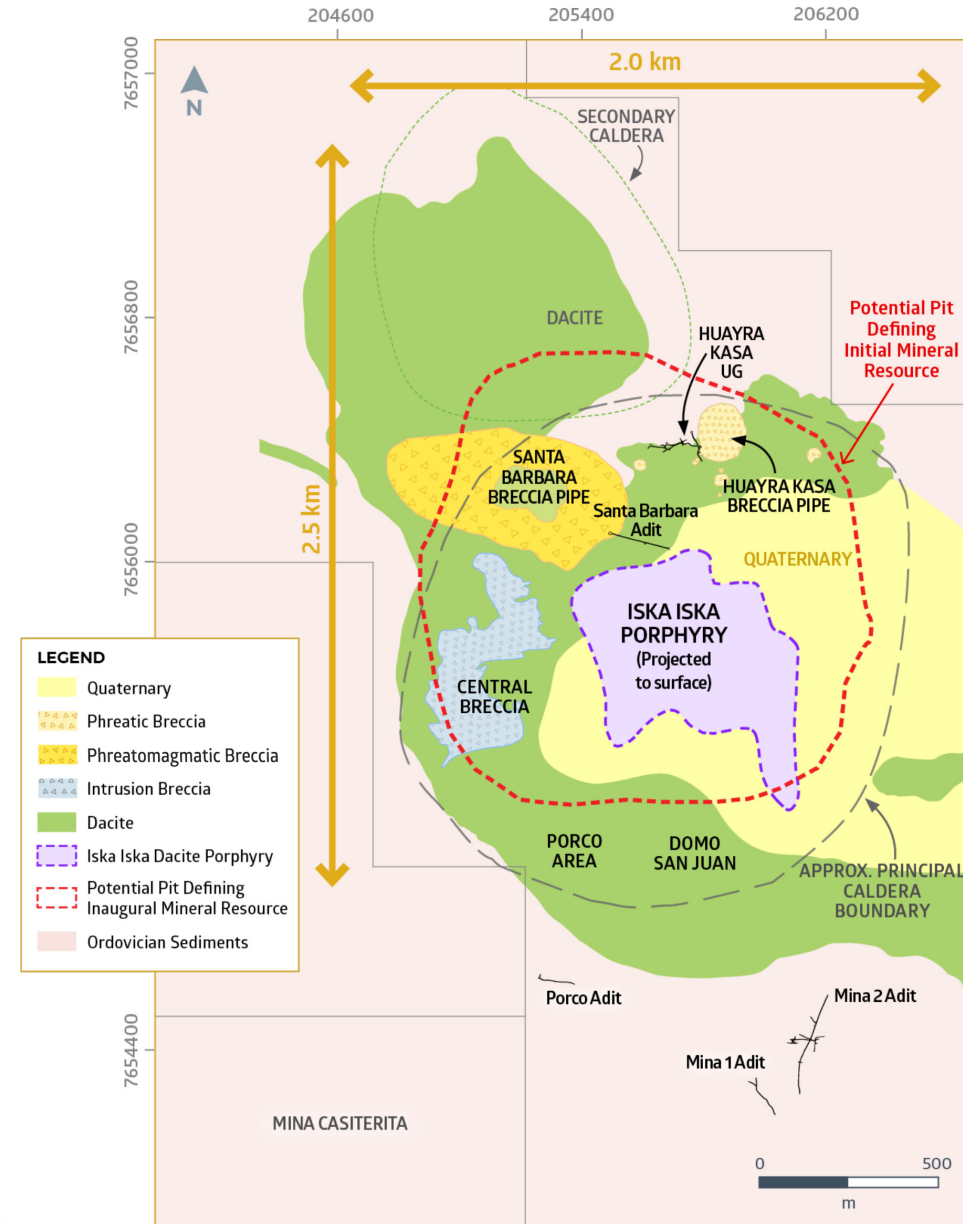 204600
205400
206200
7657000
2.0 km
N
SECONDARY
CALDERA
7656800
DACITE
HUAYRA
KASA
UG
Potential Pit
Defining
Initial Mineral
Resource
SANTA
BARBARA
BRECCIA PIPE
HUAYRA KASA
BRECCIA PIPE
Santa Barbara
Adit
2.5 km
7656000
QUATERNARY
ISKA ISKA
PORPHYRY
(Projected
to surface)
CENTRAL
BRECCIA
LEGEND
Quaternary
Phreatic Breccia
Phreatomagmatic Breccia
Intrusion Breccia
Dacite
Iska Iska Dacite Porphyry
Potential Pit Defining
Inaugural Mineral Resource
Ordovician Sediments
PORCO
AREA
DOMO
SAN JUAN
APPROX. PRINCIPAL
CALDERA
BOUNDARY
Porco Adit
Mina 2 Adit
7654400
Mina 1 Adit
MINA CASITERITA
0
500
m